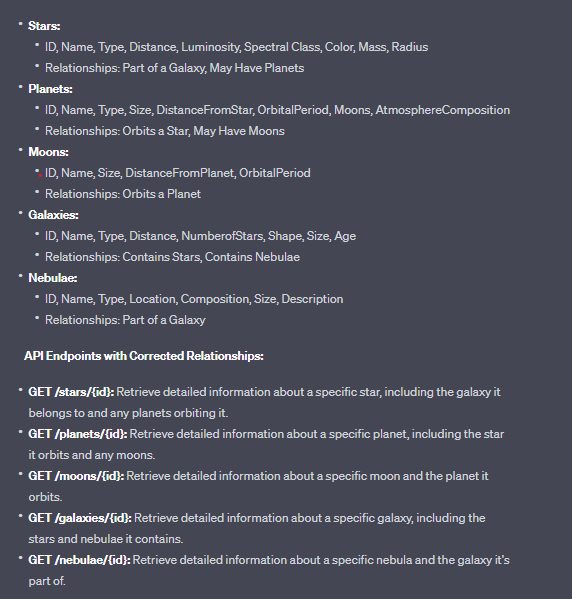 • Stars:
• ID, Name, Type, Distance, Luminosity, Spectral Class, Color, Mass, Radius
• Relationships: Part of a Galaxy, May Have Planets
• Planets:
• ID, Name, Type, Size, DistanceFromStar, OrbitalPeriod, Moons, AtmosphereComposition
• Relationships: Orbits a Star, May Have Moons
• Moons:
• ID, Name, Size, DistanceFromPlanet, OrbitalPeriod
• Relationships: Orbits a Planet
• Galaxies:
• ID, Name, Type, Distance, NumberofStars, Shape, Size, Age
• Relationships: Contains Stars, Contains Nebulae
• Nebulae:
• ID, Name, Type, Location, Composition, Size, Description
• Relationships: Part of a Galaxy
API Endpoints with Corrected Relationships:
• GET /stars/{id}: Retrieve detailed information about a specific star, including the galaxy it
belongs to and any planets orbiting it.
• GET /planets/{id}: Retrieve detailed information about a specific planet, including the star
it orbits and any moons.
• GET /moons/{id}: Retrieve detailed information about a specific moon and the planet it
orbits.
• GET /galaxies/{id}: Retrieve detailed information about a specific galaxy, including the
stars and nebulae it contains.
• GET /nebulae/{id}: Retrieve detailed information about a specific nebula and the galaxy it's
part of.